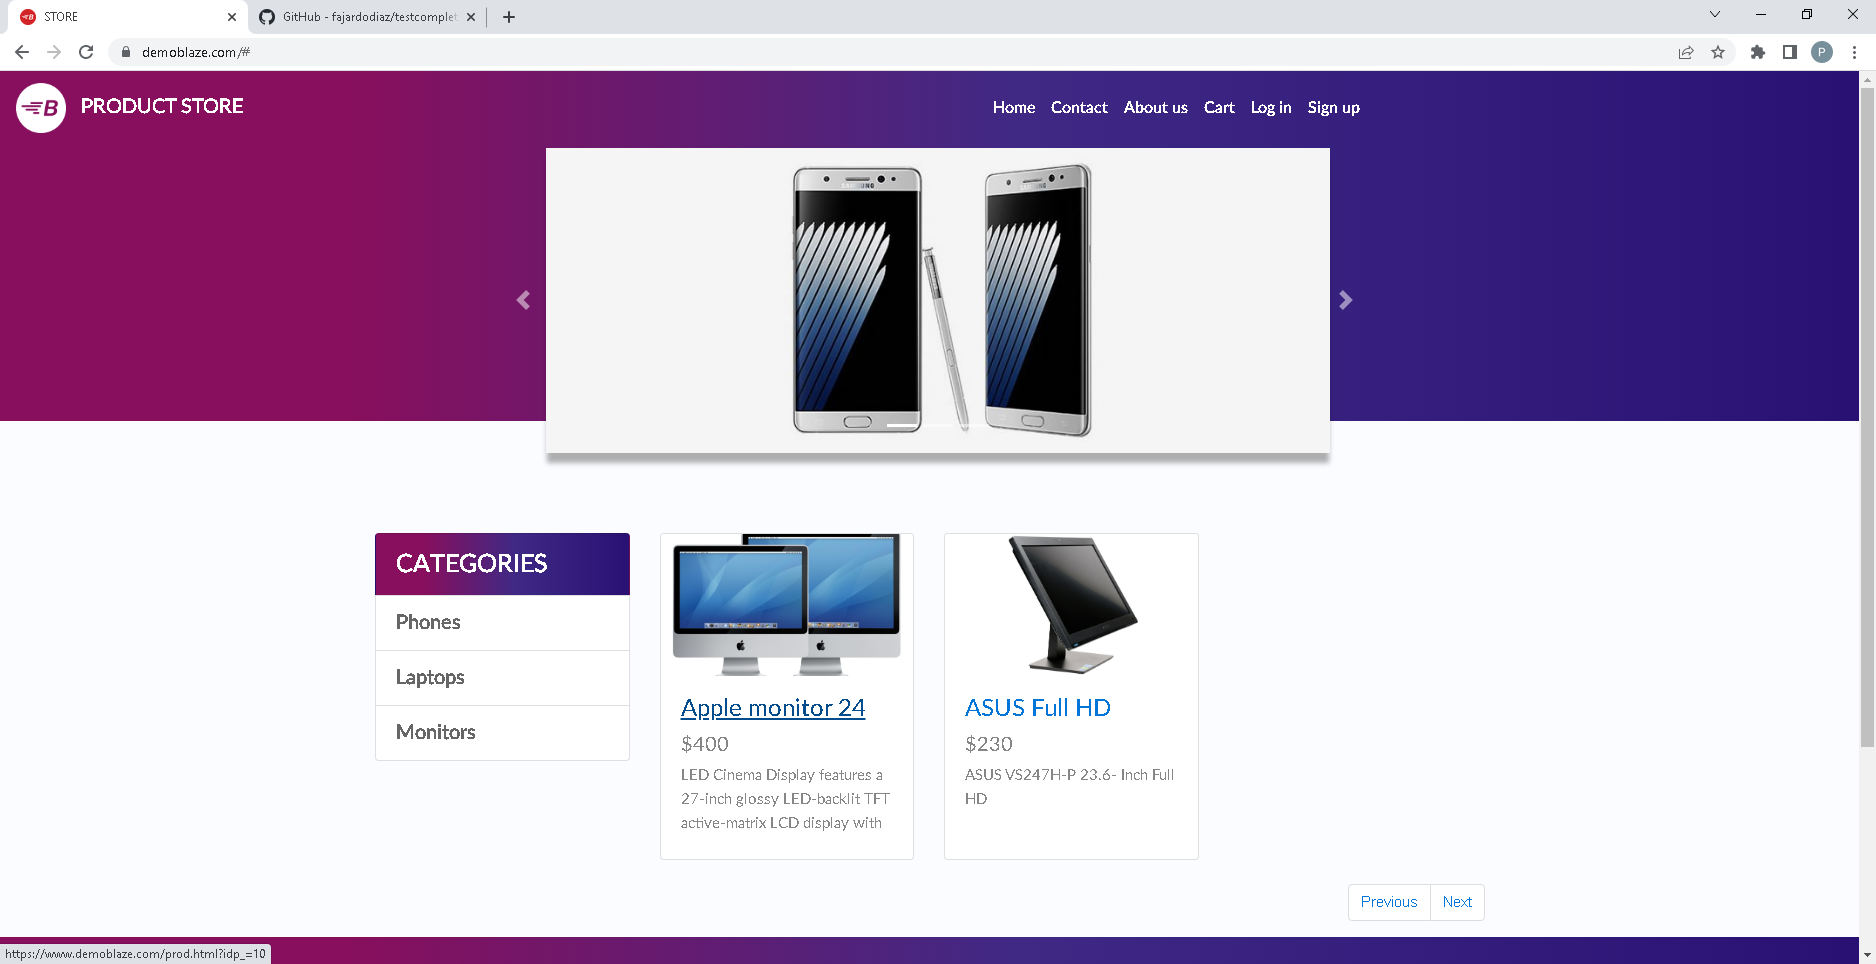 STORE
GitHub - fajardodiaz/testcomplet
demoblaze.com/#
P
B
PRODUCT STORE
Home Contact About us Cart Log in Sign up
SAMSUNG
SAMSUNG
CATEGORIES
Phones
Laptops
Monitors
Apple monitor 24
$400
LED Cinema Display features a
27-inch glossy LED-backlit TFT
active-matrix LCD display with
ASUS Full HD
$230
ASUS VS247H-P 23.6- Inch Full
HD
Previous Next
https://www.demoblaze.com/prod.html?idp_=10